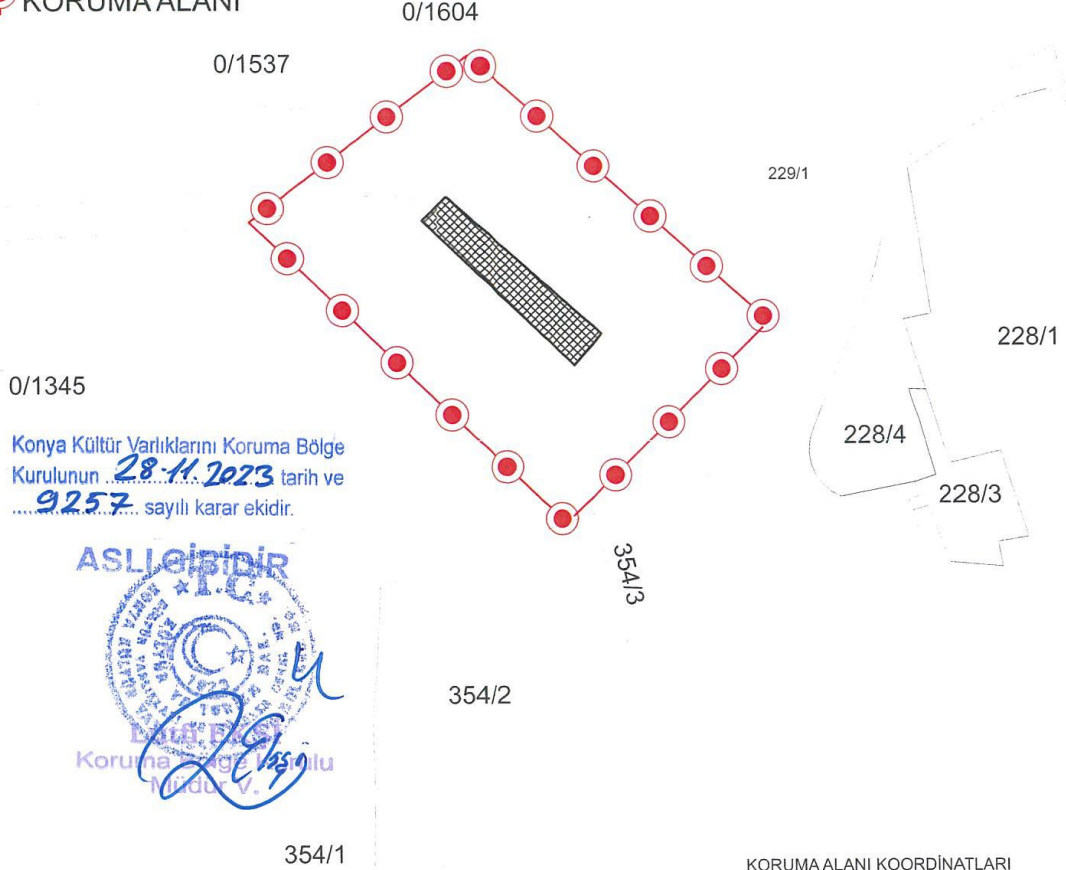 KORUMA ALANI
0/1604
0/1537
229/1
228/1
0/1345
228/4
Konya Kültür Varlıklarını Koruma Bölge
Kurulunun 28.11.2023 tarih ve
9257 sayılı karar ekidir.
228/3
ASLI GİBİDİR
T.C.
354/3
354/2
Koruma Bölge Kurulu
Müdür V.
354/1
KORUMA ALANI KOORDİNATLARI